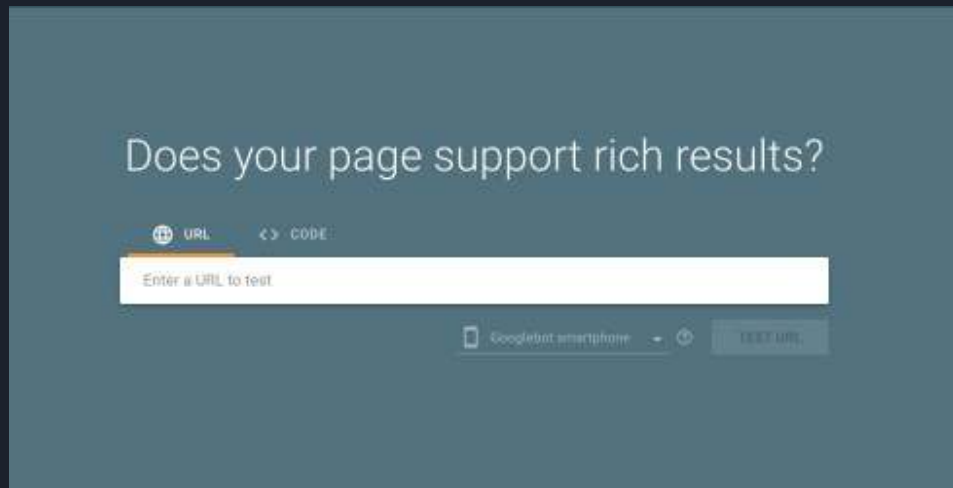 Does your page support rich results?
URL <> CODE
Enter a URL to test
Googlebot smartphone
TEST URL